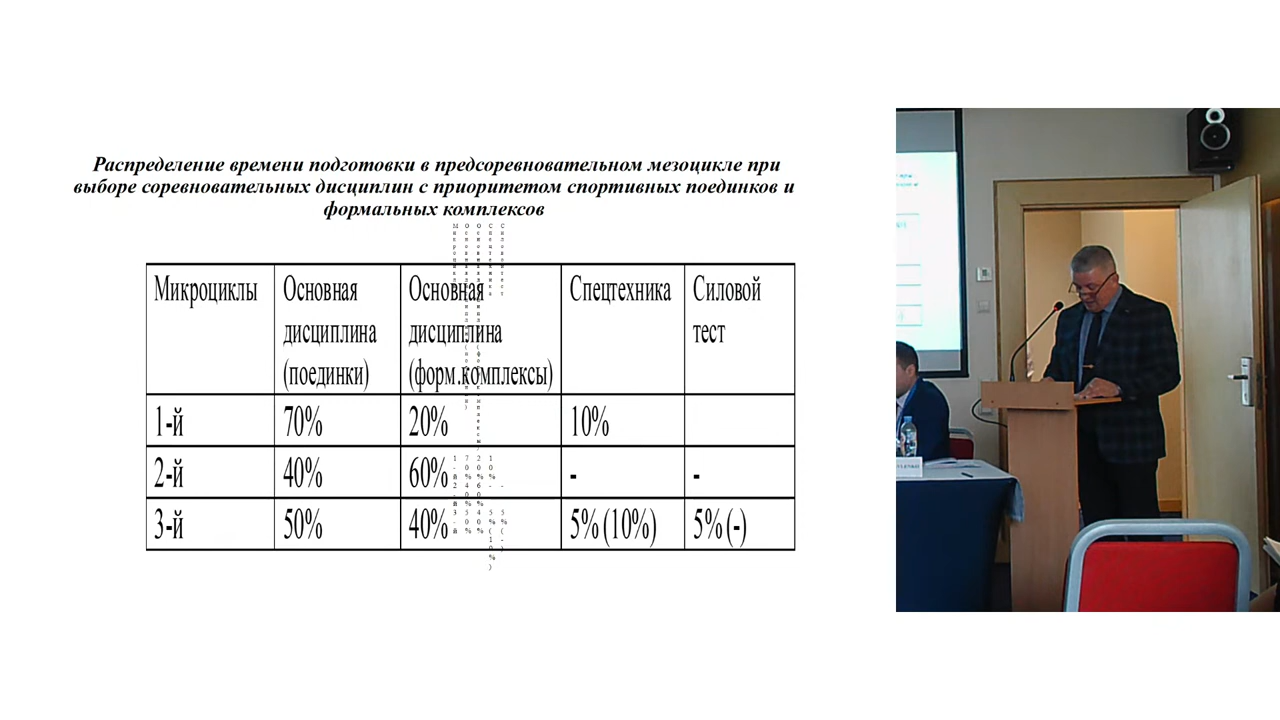 Распределение времени подготовки в предсоревновательном мезоцикле при
выборе соревновательных дисциплин с приоритетом спортивных поединков и
формальных комплексов
Микроциклы
Основная
дисциплина
(поединки)
Основная
дисциплина
(форм.комплексы)
Спецтехника
Силовой
тест
1-й 70% 20% 10%
2-й 40% 60% - -
3-й 50% 40% 5% (10%) 5% (-)